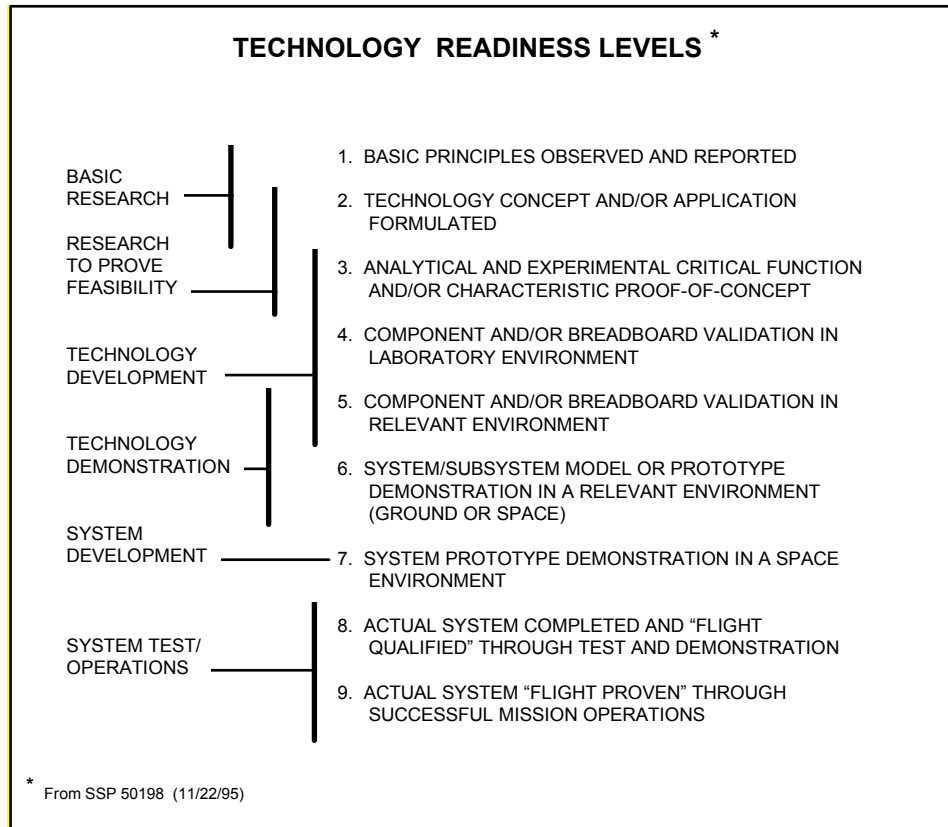 TECHNOLOGY READINESS LEVELS *
BASIC
RESEARCH
RESEARCH
TO PROVE
FEASIBILITY
TECHNOLOGY
DEVELOPMENT
TECHNOLOGY
DEMONSTRATION
SYSTEM
DEVELOPMENT
SYSTEM TEST/
OPERATIONS
1. BASIC PRINCIPLES OBSERVED AND REPORTED
2. TECHNOLOGY CONCEPT AND/OR APPLICATION
FORMULATED
3. ANALYTICAL AND EXPERIMENTAL CRITICAL FUNCTION
AND/OR CHARACTERISTIC PROOF-OF-CONCEPT
4. COMPONENT AND/OR BREADBOARD VALIDATION IN
LABORATORY ENVIRONMENT
5. COMPONENT AND/OR BREADBOARD VALIDATION IN
RELEVANT ENVIRONMENT
6. SYSTEM/SUBSYSTEM MODEL OR PROTOTYPE
DEMONSTRATION IN A RELEVANT ENVIRONMENT
(GROUND OR SPACE)
7. SYSTEM PROTOTYPE DEMONSTRATION IN A SPACE
ENVIRONMENT
8. ACTUAL SYSTEM COMPLETED AND “FLIGHT
QUALIFIED” THROUGH TEST AND DEMONSTRATION
9. ACTUAL SYSTEM “FLIGHT PROVEN” THROUGH
SUCCESSFUL MISSION OPERATIONS
* From SSP 50198 (11/22/95)